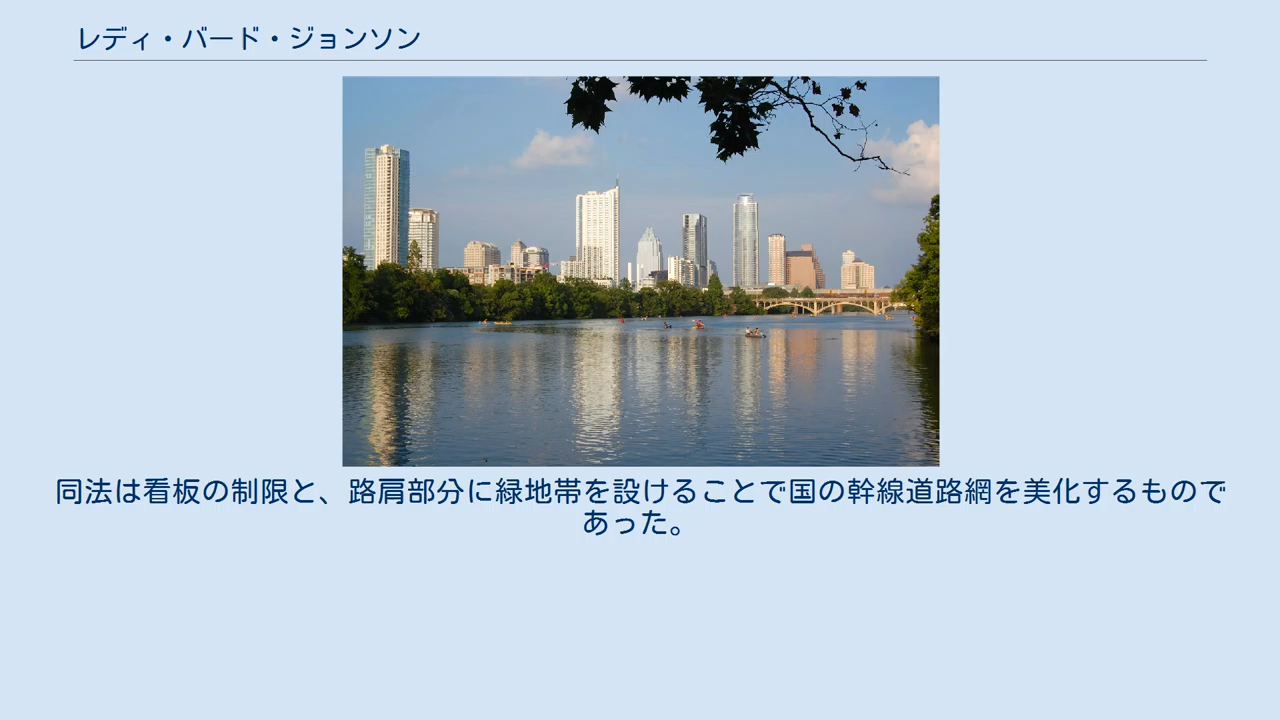 レディ・バード・ジョンソン
同法は看板の制限と、路肩部分に緑地帯を設けることで国の幹線道路網を美化するもので
あった。